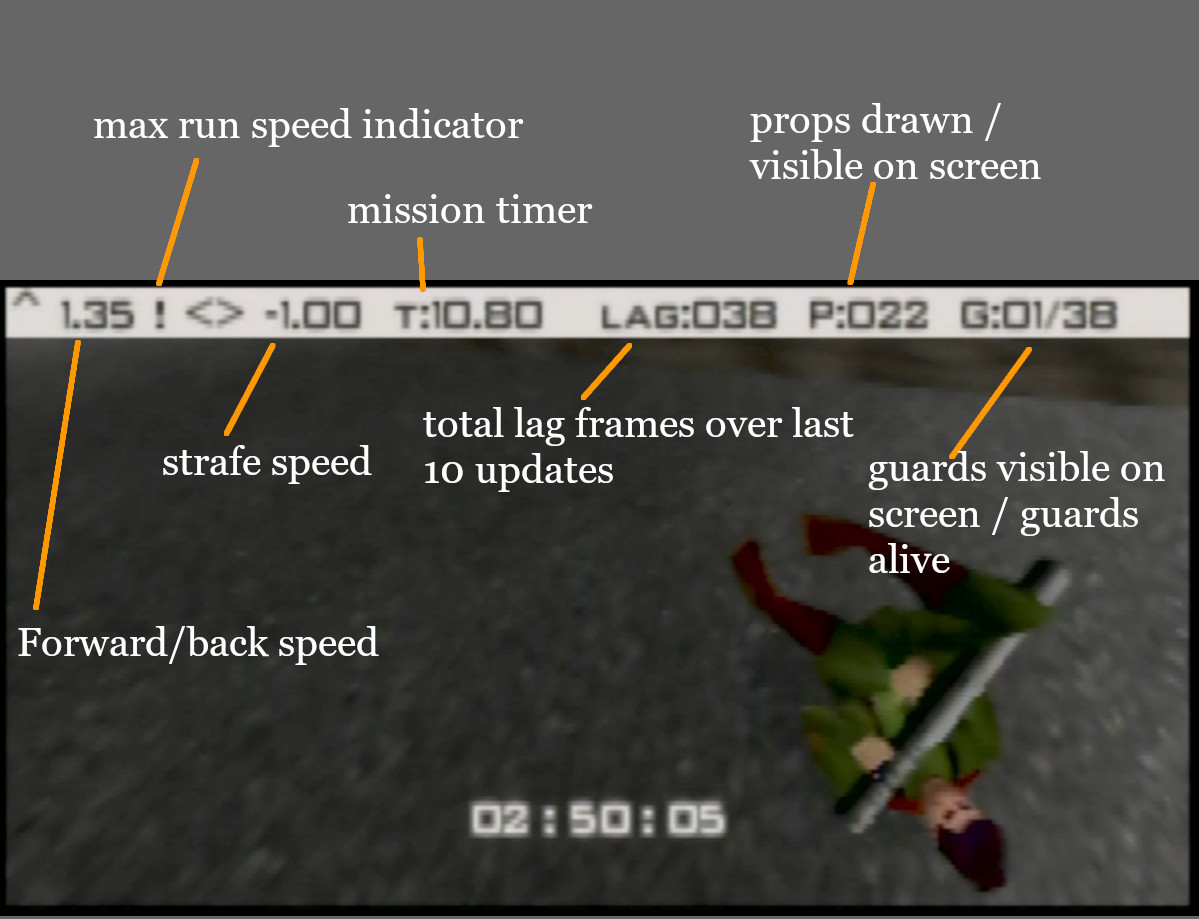 max run speed indicator
props drawn /
visible on screen
mission timer
^ 1.35 ! <> -1.00 T:10.80 LAG:038 P:022 G:01/38
total lag frames over last
10 updates
strafe speed
guards visible on
screen / guards
alive
Forward/back speed
02:50:05